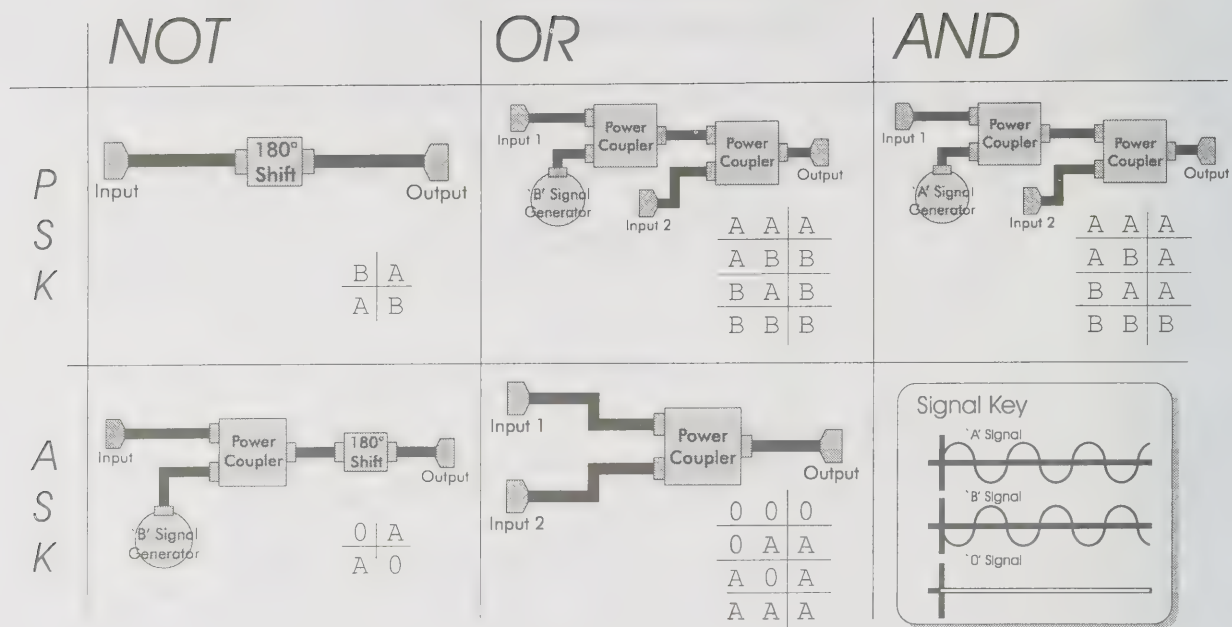 NOT
OR
AND
P
S
K
Input
180°
Shift
Output
B A
A B
Input 1
Power
Coupler
Power
Coupler
Output
`B' Signal
Generator
Input 2
A A A
A B B
B A B
B B B
Input 1
Power
Coupler
Power
Coupler
Output
`A' Signal
Generator
Input 2
A A A
A B A
B A A
B B B
A
S
K
Input
Power
Coupler
180°
Shift
Output
`B' Signal
Generator
0 A
A 0
Input 1
Power
Coupler
Output
Input 2
0 0 0
0 A A
A 0 A
A A A
Signal Key
`A' Signal
`B' Signal
`0' Signal